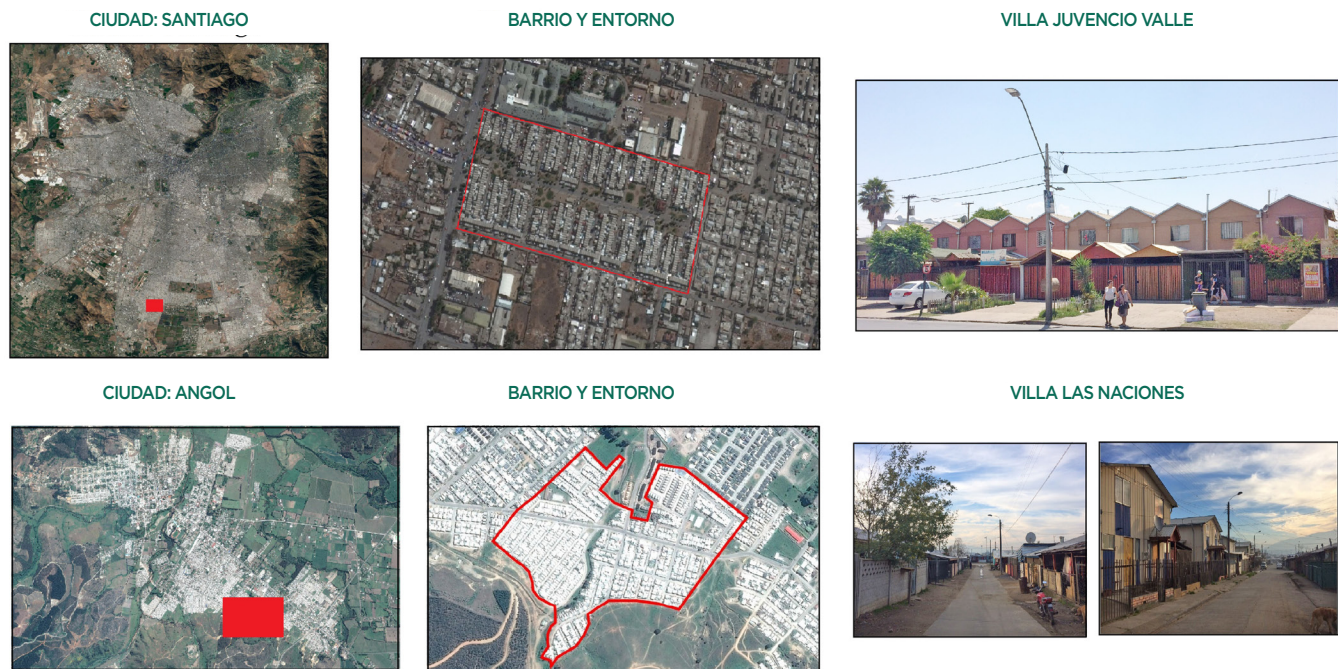 CIUDAD: SANTIAGO
BARRIO Y ENTORNO
VILLA JUVENCIO VALLE
CIUDAD: ANGOL
BARRIO Y ENTORNO
VILLA LAS NACIONES